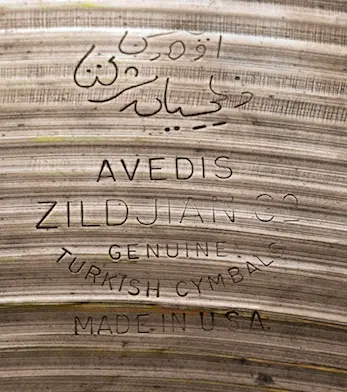 AVEDIS
ZILDJIAN CO
GENUINE
TURKISH CYMBALS
MADE IN U.S.A.